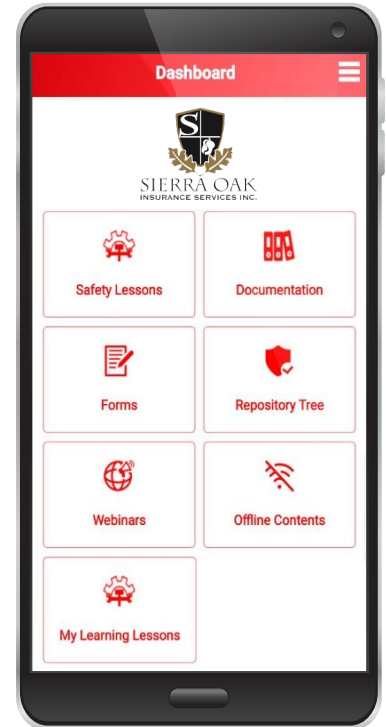 Dashboard
S
SIERRA OAK
INSURANCE SERVICES INC.
Safety Lessons
Documentation
Forms
Repository Tree
Webinars
Offline Contents
My Learning Lessons